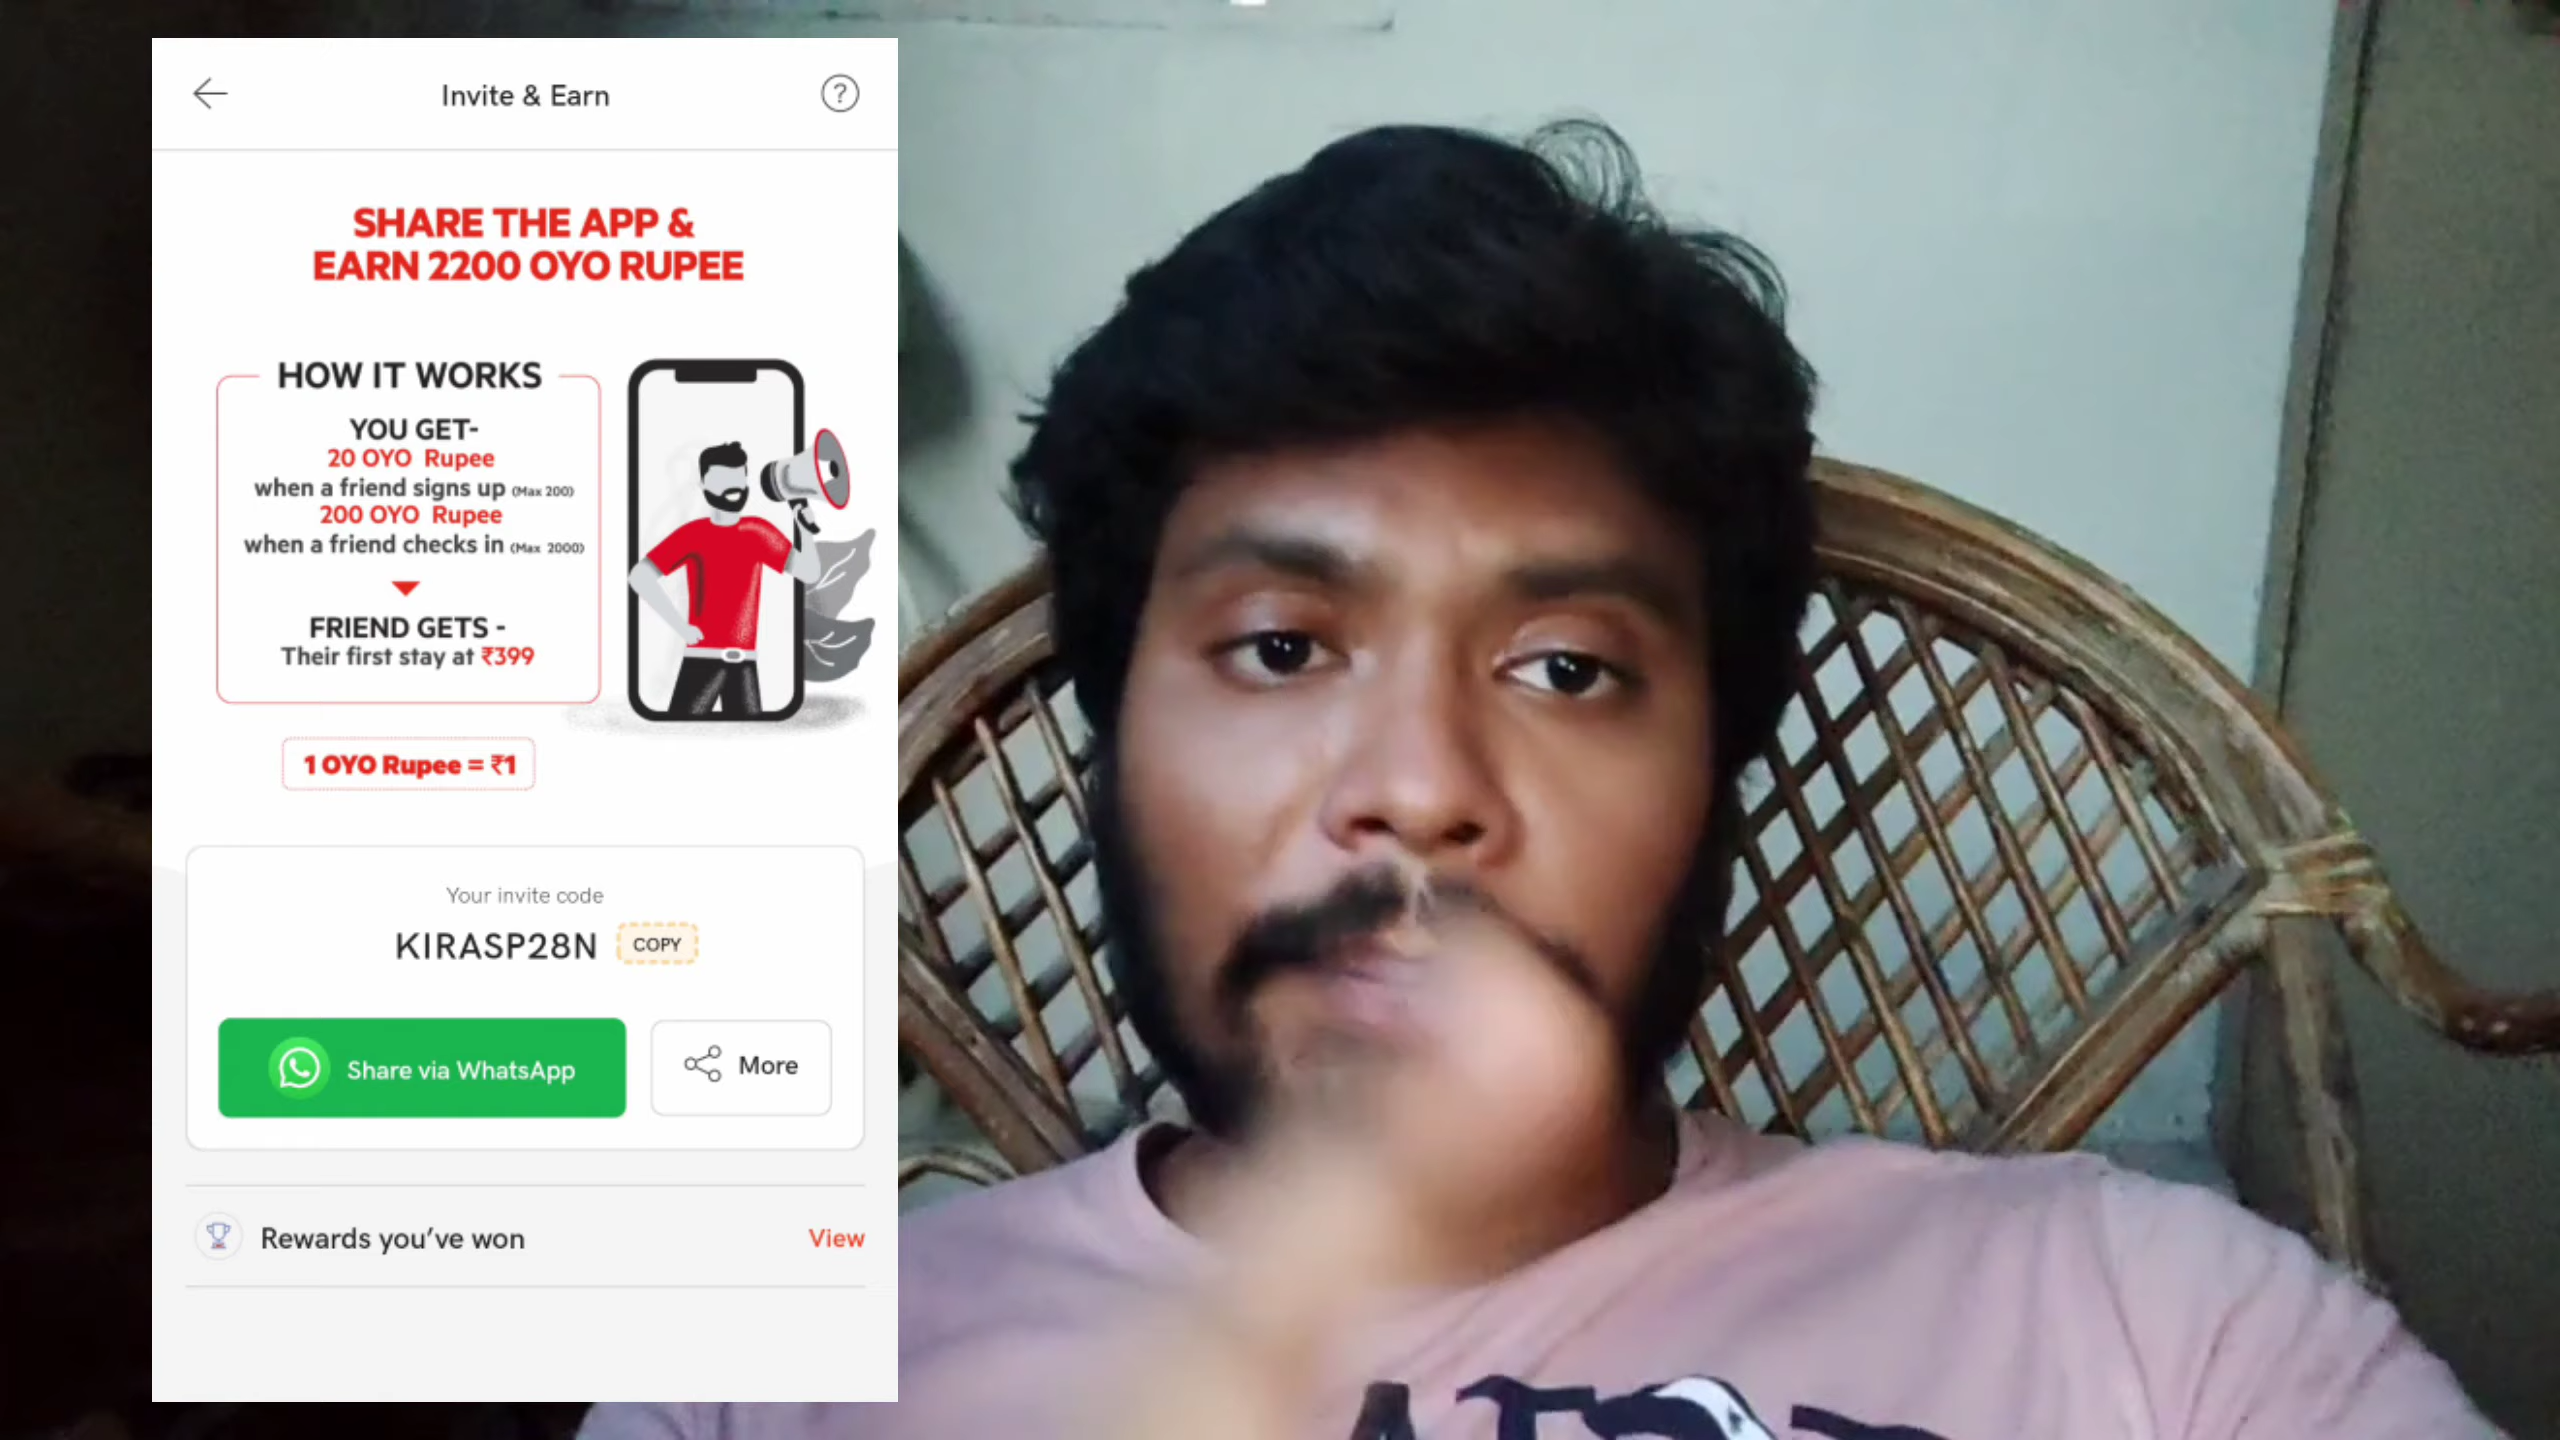 Invite & Earn
?
SHARE THE APP &
EARN 2200 OYO RUPEE
HOW IT WORKS
YOU GET-
20 OYO Rupee
when a friend signs up (Max 200)
200 OYO Rupee
when a friend checks in (Max 2000)
FRIEND GETS -
Their first stay at ₹399
1 OYO Rupee = ₹1
Your invite code
KIRASP28N COPY
Share via WhatsApp
More
Rewards you've won
View